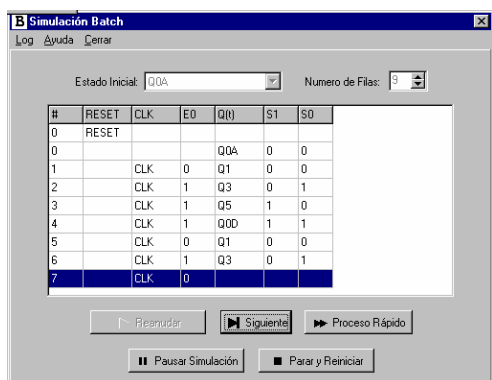 B Simulación Batch
Log Ayuda Cerrar
Estado Inicial: Q0A Numero de Filas: 9
# RESET CLK E0 Q(t) S1 S0
0 RESET
0 Q0A 0 0
1 CLK 0 Q1 0 0
2 CLK 1 Q3 0 1
3 CLK 1 Q5 1 0
4 CLK 1 Q0D 1 1
5 CLK 0 Q1 0 0
6 CLK 1 Q3 0 1
7 CLK 0
Reanudar Siguiente Proceso Rápido
Pausar Simulación Parar y Reiniciar